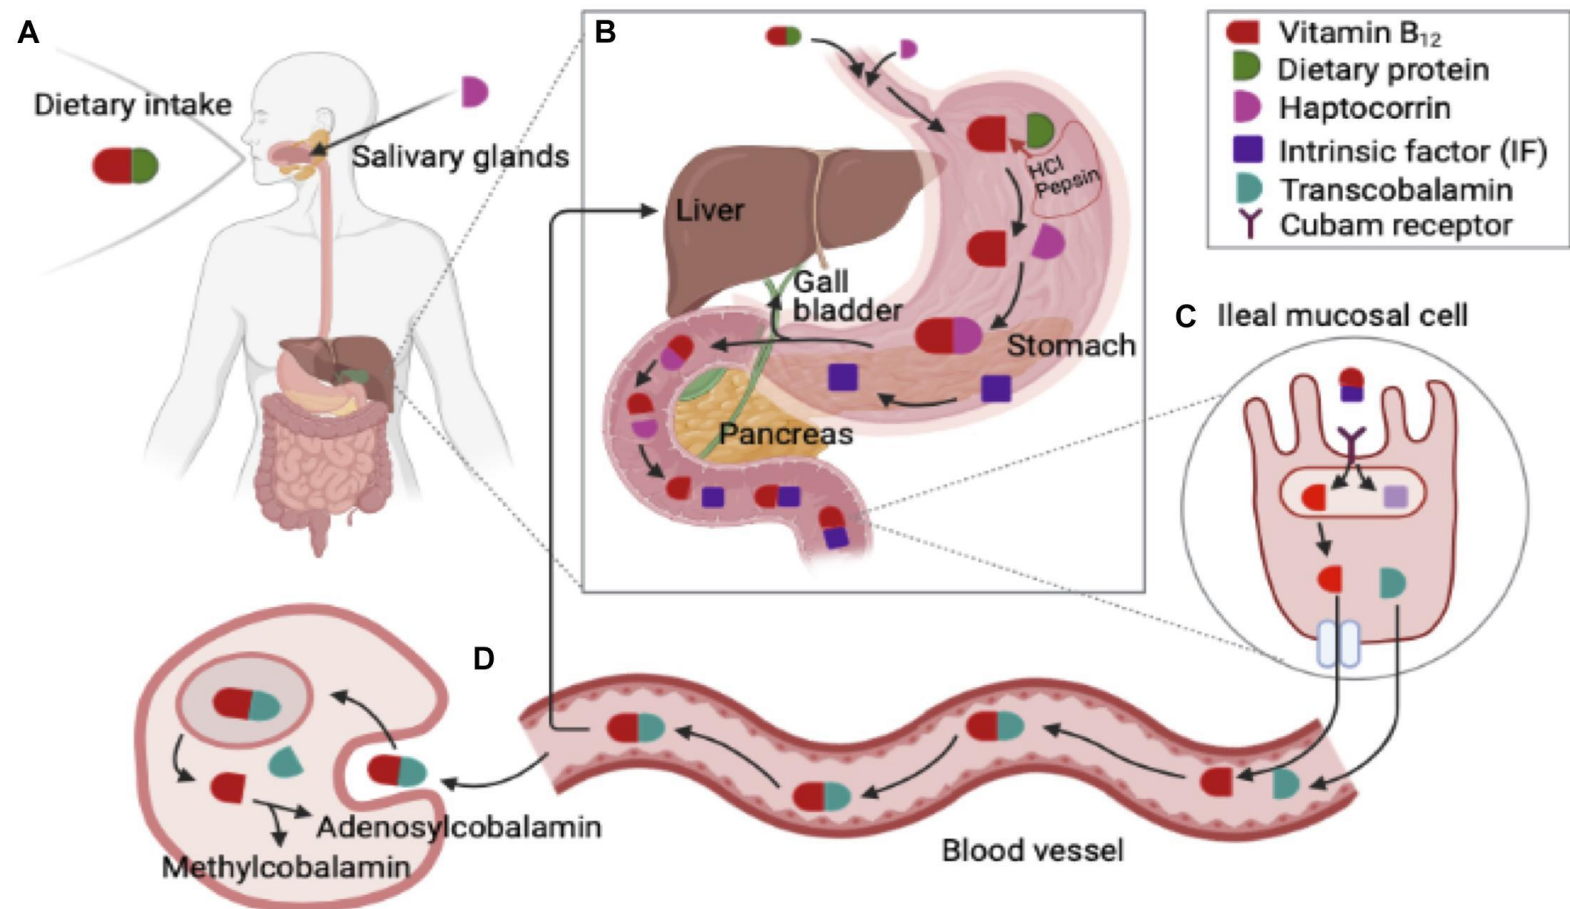 A
Dietary intake
Salivary glands
B
HCl
Pepsin
Liver
Gall
bladder
Stomach
Pancreas
Vitamin B₁₂
Dietary protein
Haptocorrin
Intrinsic factor (IF)
Transcobalamin
Cubam receptor
C Ileal mucosal cell
D
Adenosylcobalamin
Methylcobalamin
Blood vessel